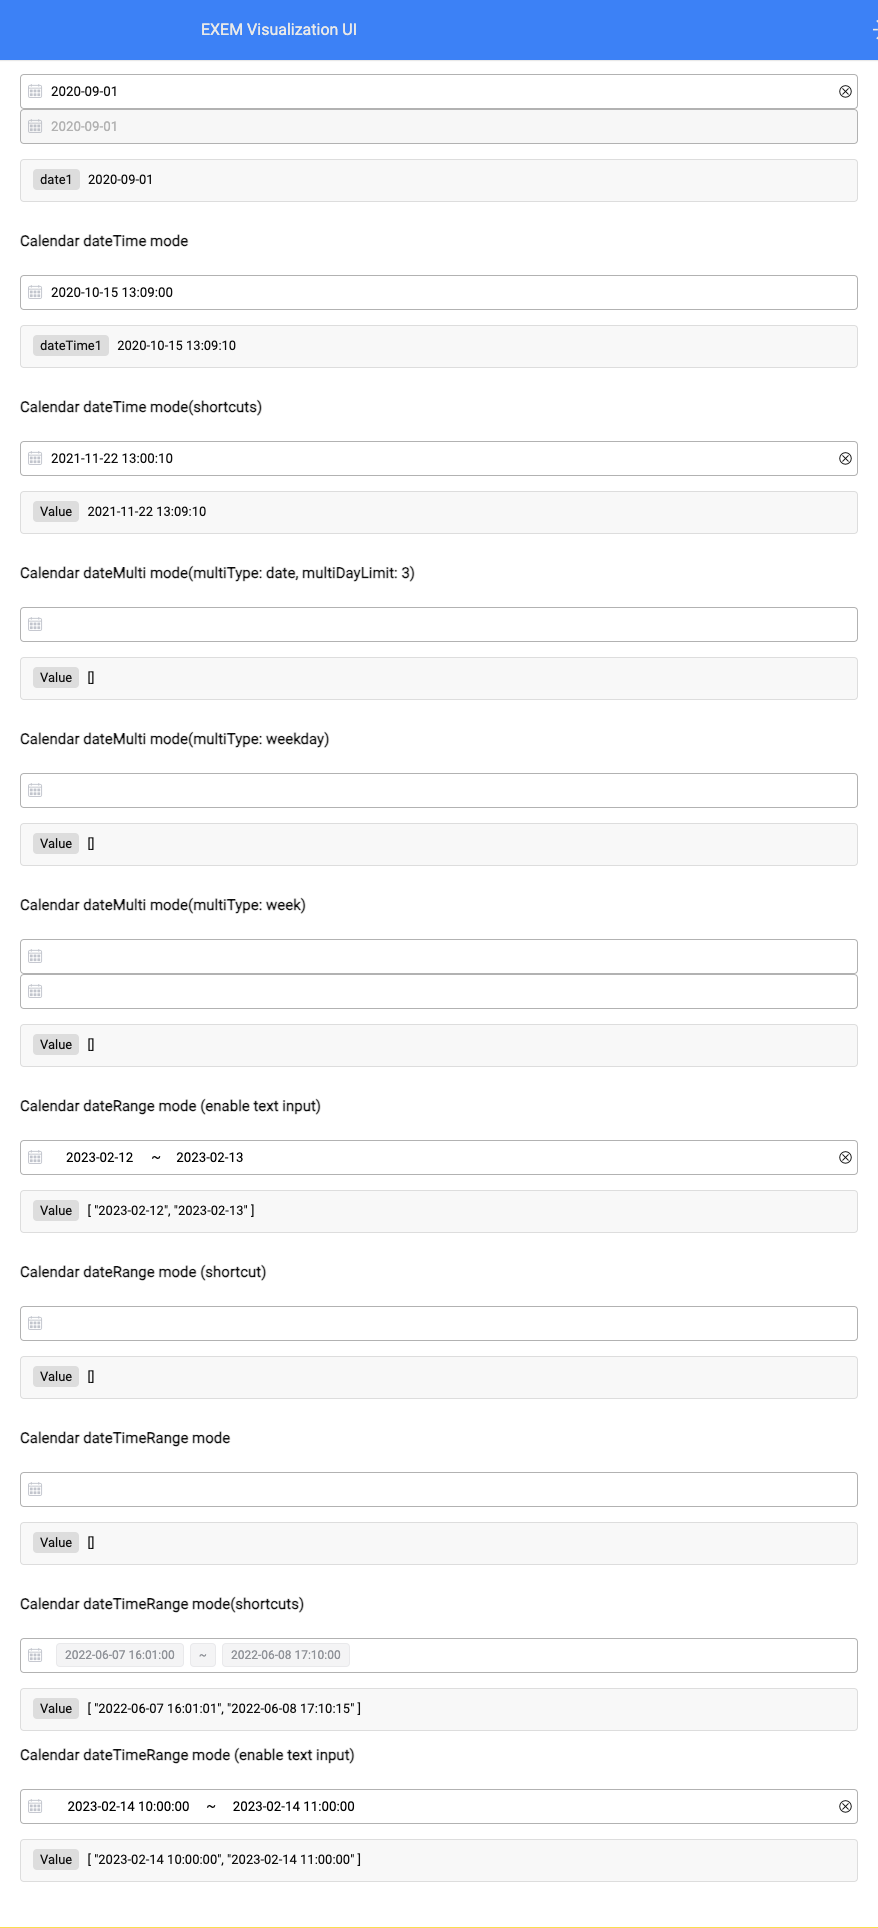 EXEM Visualization UI
2020-09-01
2020-09-01
date1 2020-09-01
Calendar dateTime mode
2020-10-15 13:09:00
dateTime1 2020-10-15 13:09:10
Calendar dateTime mode(shortcuts)
2021-11-22 13:00:10
Value 2021-11-22 13:09:10
Calendar dateMulti mode(multiType: date, multiDayLimit: 3)
Value []
Calendar dateMulti mode(multiType: weekday)
Value []
Calendar dateMulti mode(multiType: week)
Value []
Calendar dateRange mode (enable text input)
2023-02-12 ~ 2023-02-13
Value [ "2023-02-12", "2023-02-13" ]
Calendar dateRange mode (shortcut)
Value []
Calendar dateTimeRange mode
Value []
Calendar dateTimeRange mode(shortcuts)
2022-06-07 16:01:00 ~ 2022-06-08 17:10:00
Value [ "2022-06-07 16:01:01", "2022-06-08 17:10:15" ]
Calendar dateTimeRange mode (enable text input)
2023-02-14 10:00:00 ~ 2023-02-14 11:00:00
Value [ "2023-02-14 10:00:00", "2023-02-14 11:00:00" ]